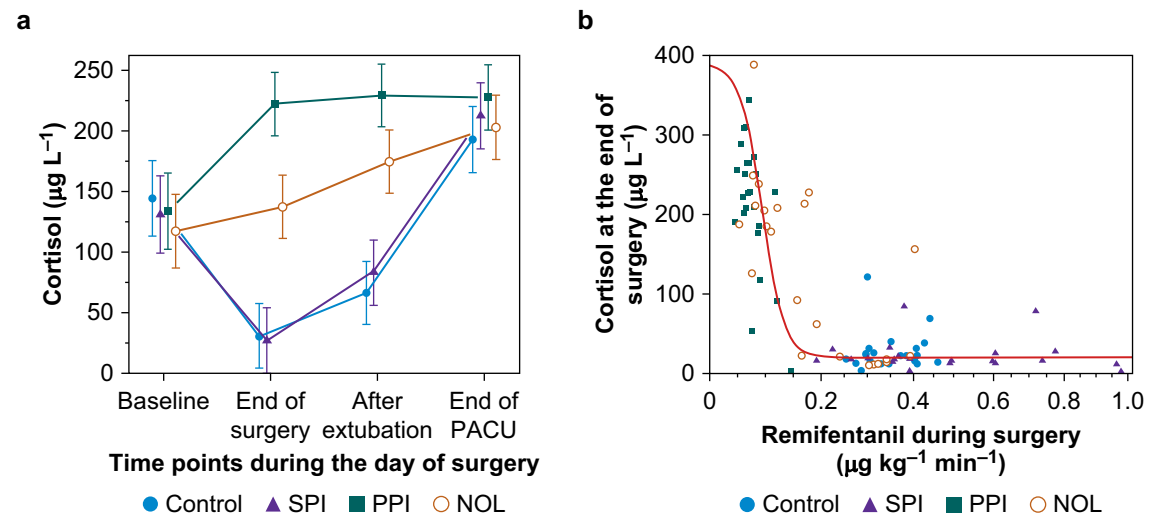 a
Cortisol (μg L–1)
250
200
150
100
50
0
Baseline
End of
surgery
After
extubation
End of
PACU
Time points during the day of surgery
Control
SPI
PPI
NOL
b
Cortisol at the end of
surgery (μg L–1)
400
300
200
100
0
0
0.2
0.4
0.6
0.8
1.0
Remifentanil during surgery
(μg kg–1 min–1)
Control
SPI
PPI
NOL